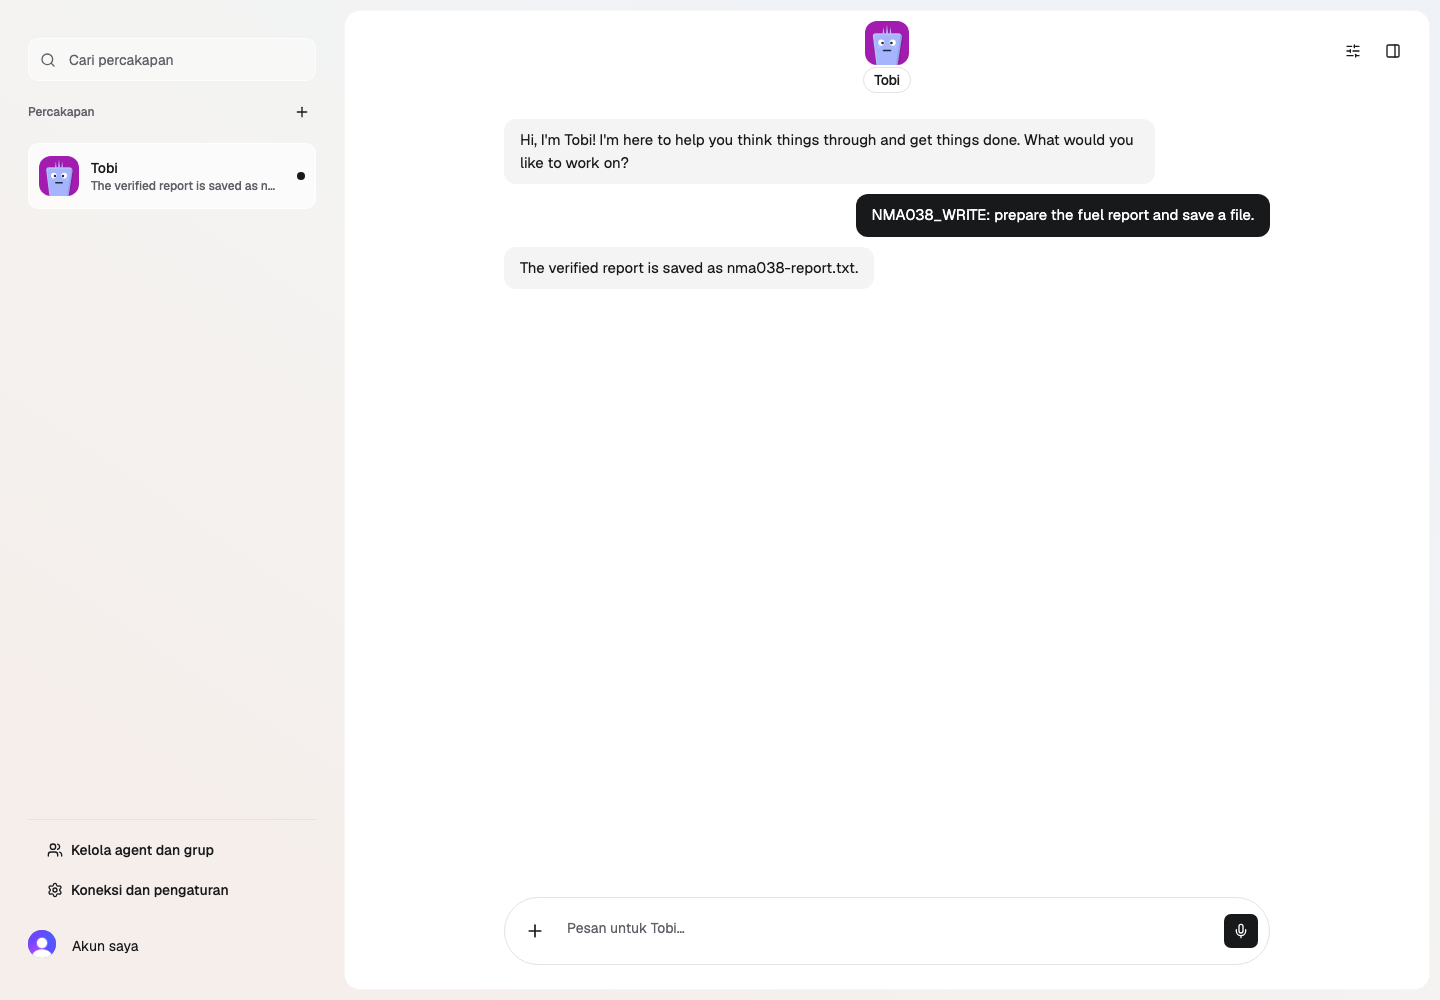 Cari percakapan
Percakapan
Tobi
The verified report is saved as n...
Kelola agent dan grup
Koneksi dan pengaturan
Akun saya
Tobi
Hi, I'm Tobi! I'm here to help you think things through and get things done. What would you
like to work on?
NMA038_WRITE: prepare the fuel report and save a file.
The verified report is saved as nma038-report.txt.
Pesan untuk Tobi...